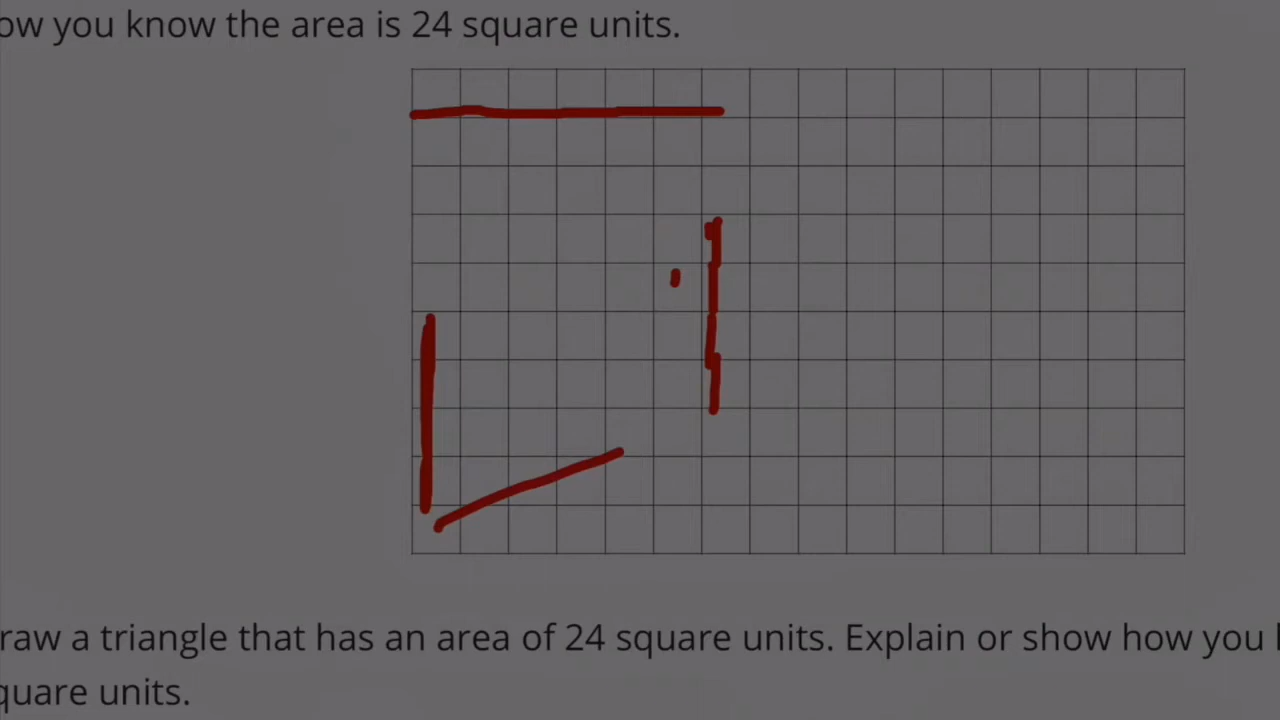 ow you know the area is 24 square units.
raw a triangle that has an area of 24 square units. Explain or show how you
quare units.